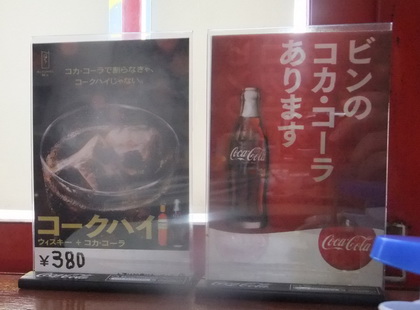 コカ・コーラで割らなきゃ、
コークハイじゃない。
コークハイ
ウィスキー + コカ・コーラ
¥380
ビンの
コカ・コーラ
あります
Coca-Cola
Coca-Cola